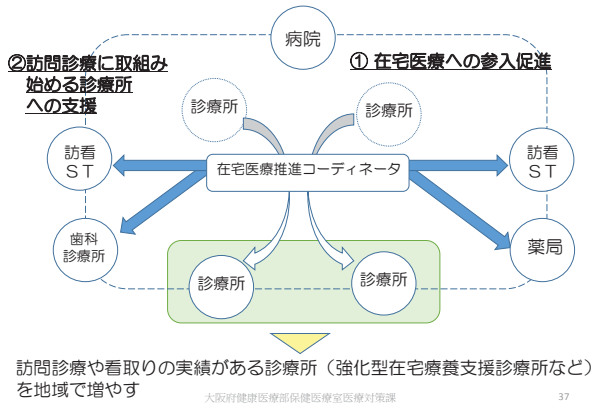 病院
②訪問診療に取組み
始める診療所
への支援
① 在宅医療への参入促進
診療所
診療所
訪看
ＳＴ
在宅医療推進コーディネータ
訪看
ＳＴ
歯科
診療所
薬局
診療所
診療所
訪問診療や看取りの実績がある診療所（強化型在宅療養支援診療所など）
を地域で増やす
大阪府健康医療部保健医療室医療対策課
37